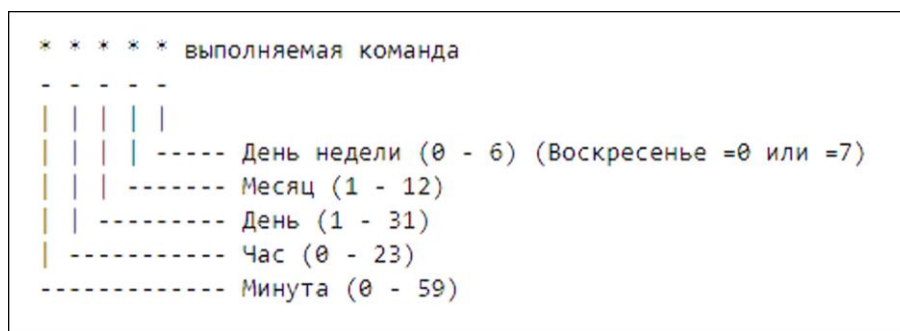 * * * * * выполняемая команда
- - - - -
| | | | |
| | | | ----- День недели (0 - 6) (Воскресенье =0 или =7)
| | | ------- Месяц (1 - 12)
| | --------- День (1 - 31)
| ----------- Час (0 - 23)
------------- Минута (0 - 59)